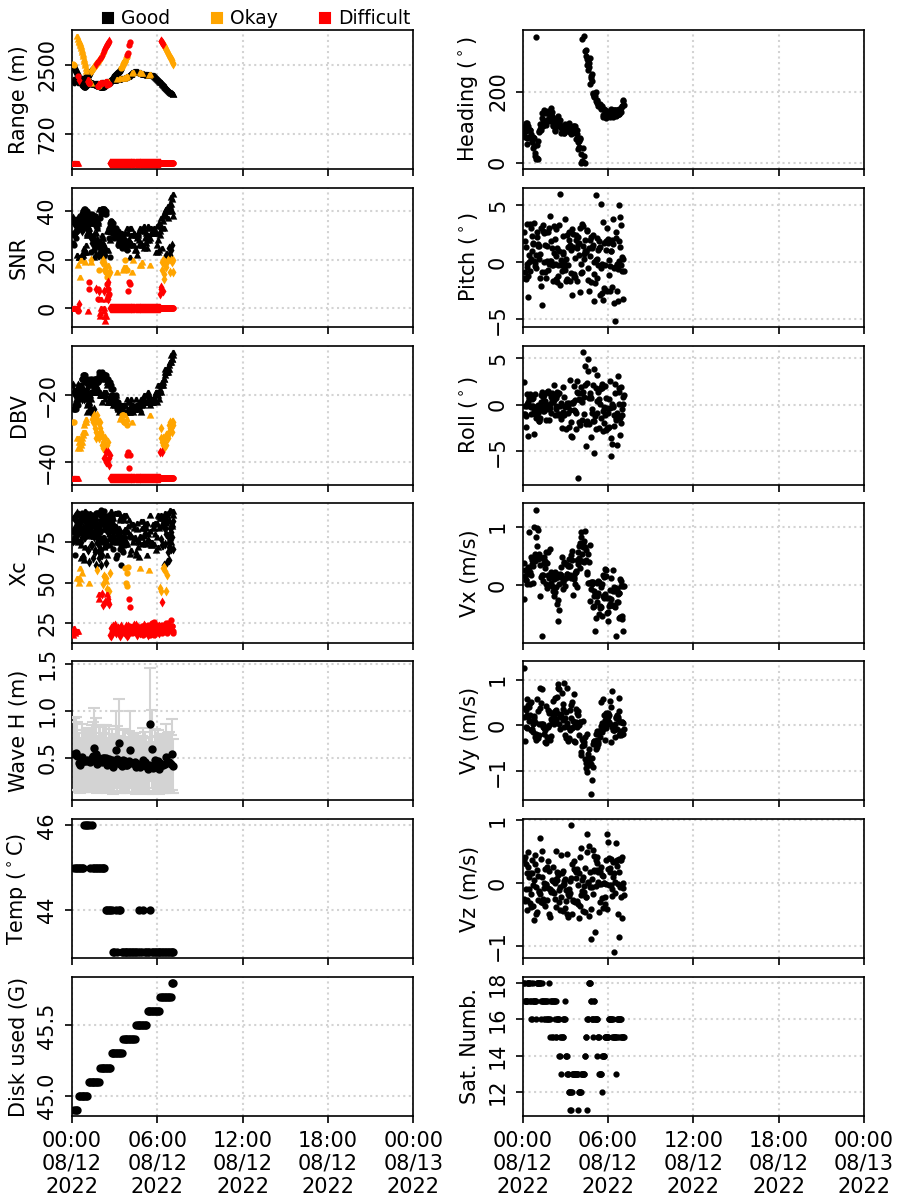 Good Okay Difficult
Range (m)
2500
720
Heading (°)
200
0
SNR
40
20
0
Pitch (°)
5
0
−5
DBV
−20
−40
Roll (°)
5
0
−5
Xc
75
50
25
Vx (m/s)
1
0
Wave H (m)
1.5
1.0
0.5
Vy (m/s)
1
0
−1
Temp (°C)
46
44
Vz (m/s)
1
0
−1
Disk used (G)
45.5
45.0
Sat. Numb.
18
16
14
12
00:00 06:00 12:00 18:00 00:00 00:00 06:00 12:00 18:00 00:00
08/12 08/12 08/12 08/12 08/13 08/12 08/12 08/12 08/12 08/13
2022 2022 2022 2022 2022 2022 2022 2022 2022 2022